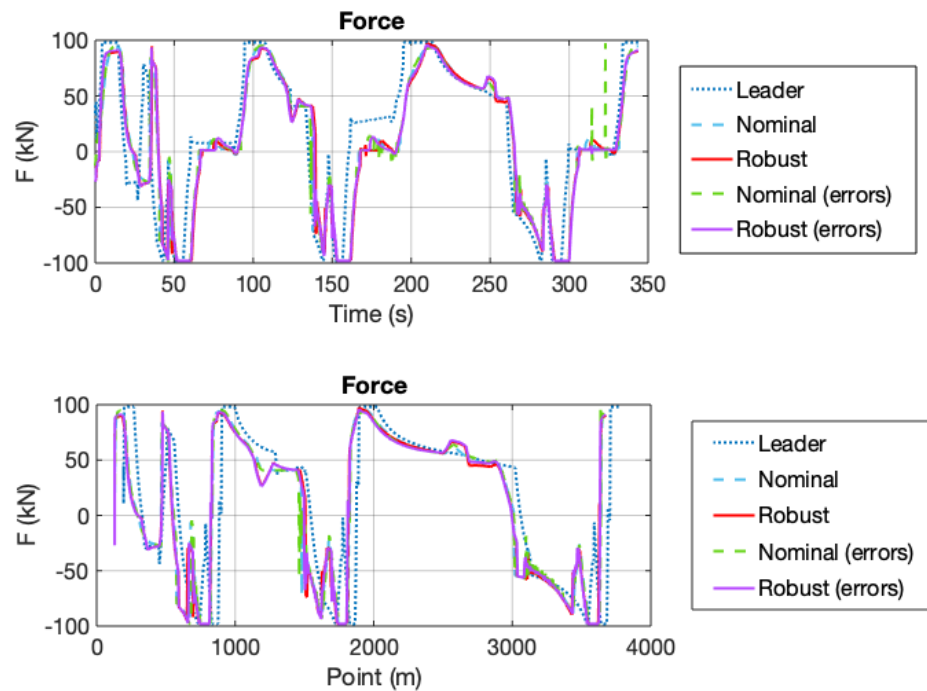 Force
100
50
0
-50
-100
F (kN)
0 50 100 150 200 250 300 350
Time (s)
Leader
Nominal
Robust
Nominal (errors)
Robust (errors)
Force
100
50
0
-50
-100
F (kN)
0 1000 2000 3000 4000
Point (m)
Leader
Nominal
Robust
Nominal (errors)
Robust (errors)